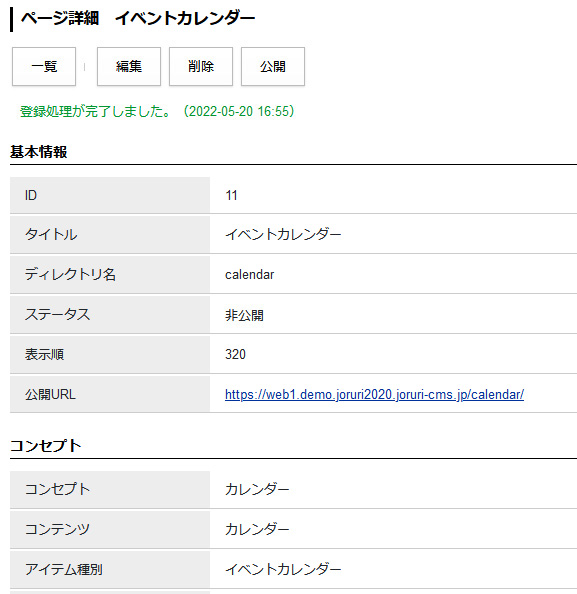 ページ詳細　イベントカレンダー
一覧 | 編集 削除 公開
登録処理が完了しました。（2022-05-20 16:55）
基本情報
ID 11
タイトル イベントカレンダー
ディレクトリ名 calendar
ステータス 非公開
表示順 320
公開URL https://web1.demo.joruri2020.joruri-cms.jp/calendar/
コンセプト
コンセプト カレンダー
コンテンツ カレンダー
アイテム種別 イベントカレンダー